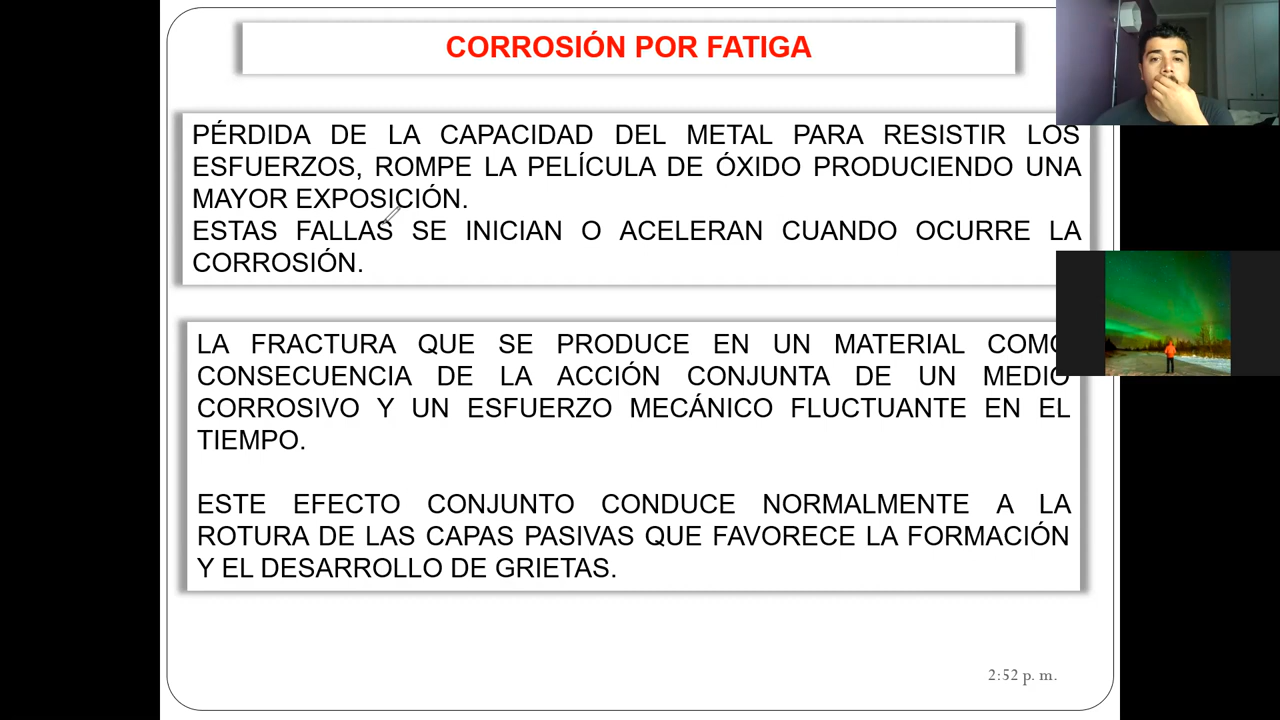 CORROSIÓN POR FATIGA
PÉRDIDA DE LA CAPACIDAD DEL METAL PARA RESISTIR LOS
ESFUERZOS, ROMPE LA PELÍCULA DE ÓXIDO PRODUCIENDO UNA
MAYOR EXPOSICIÓN.
ESTAS FALLAS SE INICIAN O ACELERAN CUANDO OCURRE LA
CORROSIÓN.
LA FRACTURA QUE SE PRODUCE EN UN MATERIAL COMO
CONSECUENCIA DE LA ACCIÓN CONJUNTA DE UN MEDIO
CORROSIVO Y UN ESFUERZO MECÁNICO FLUCTUANTE EN EL
TIEMPO.
ESTE EFECTO CONJUNTO CONDUCE NORMALMENTE A LA
ROTURA DE LAS CAPAS PASIVAS QUE FAVORECE LA FORMACIÓN
Y EL DESARROLLO DE GRIETAS.
2:52 p. m.